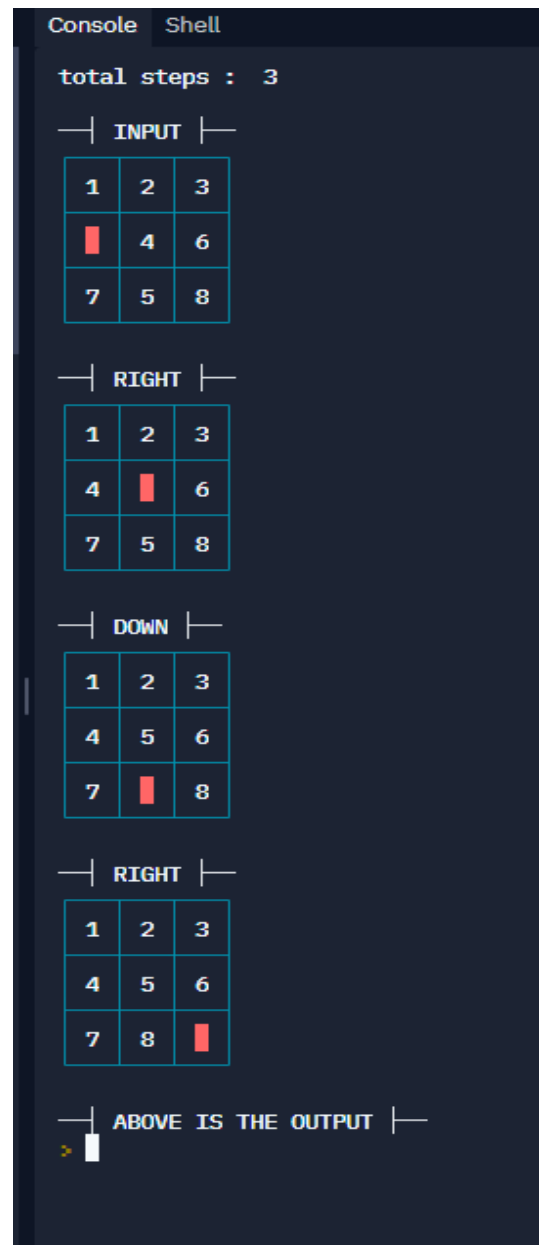 Console Shell
total steps : 3
INPUT
1 2 3
4 6
7 5 8
RIGHT
1 2 3
4 6
7 5 8
DOWN
1 2 3
4 5 6
7 8
RIGHT
1 2 3
4 5 6
7 8
ABOVE IS THE OUTPUT
>